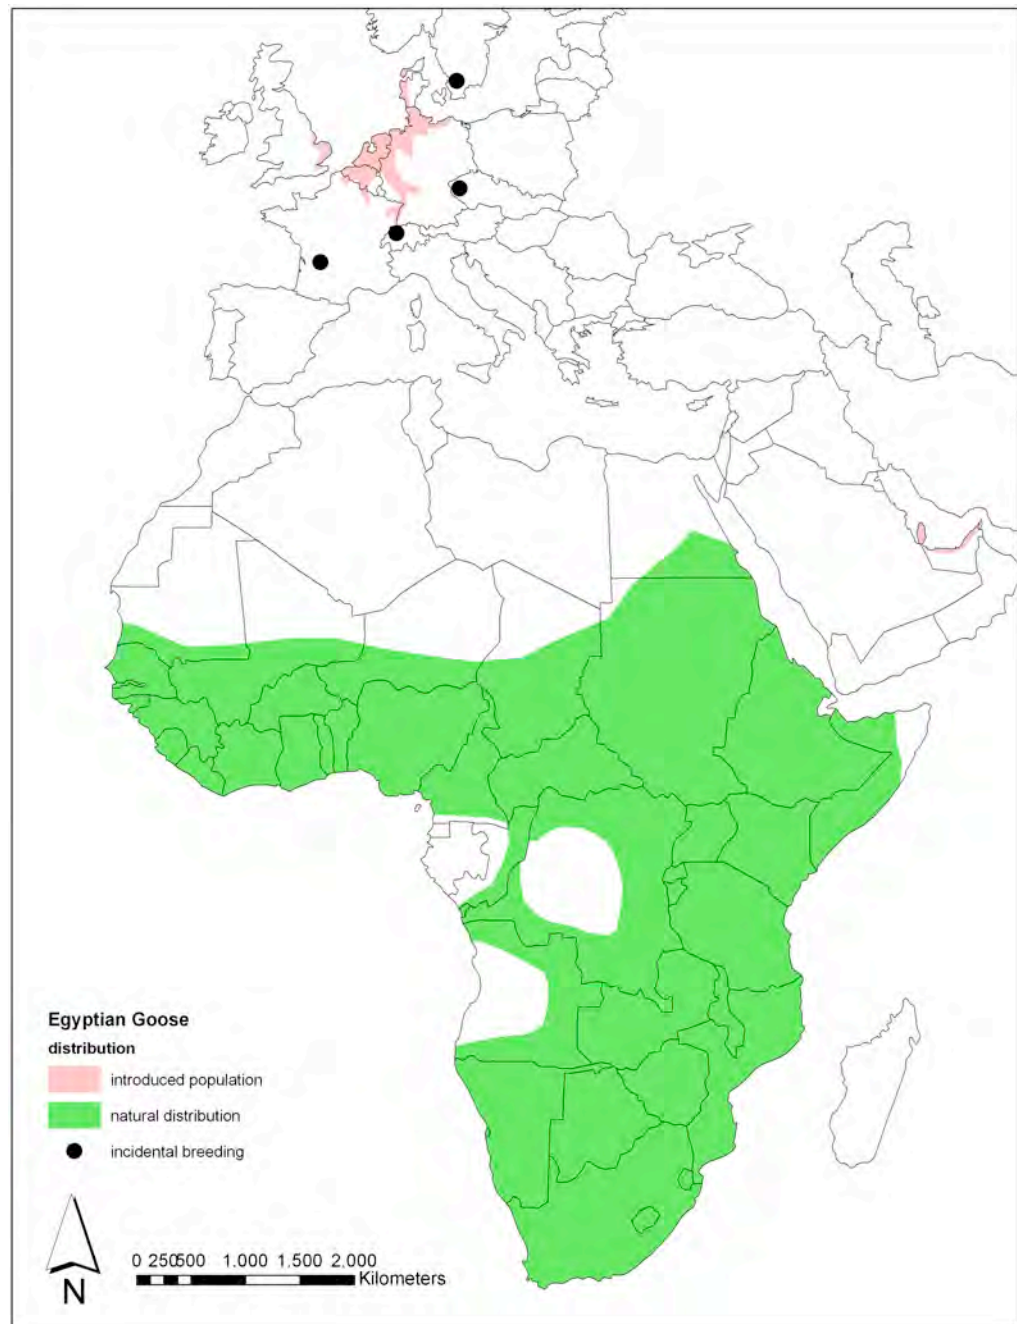 Egyptian Goose
distribution
introduced population
natural distribution
incidental breeding
N
0 250500 1.000 1.500 2.000
Kilometers